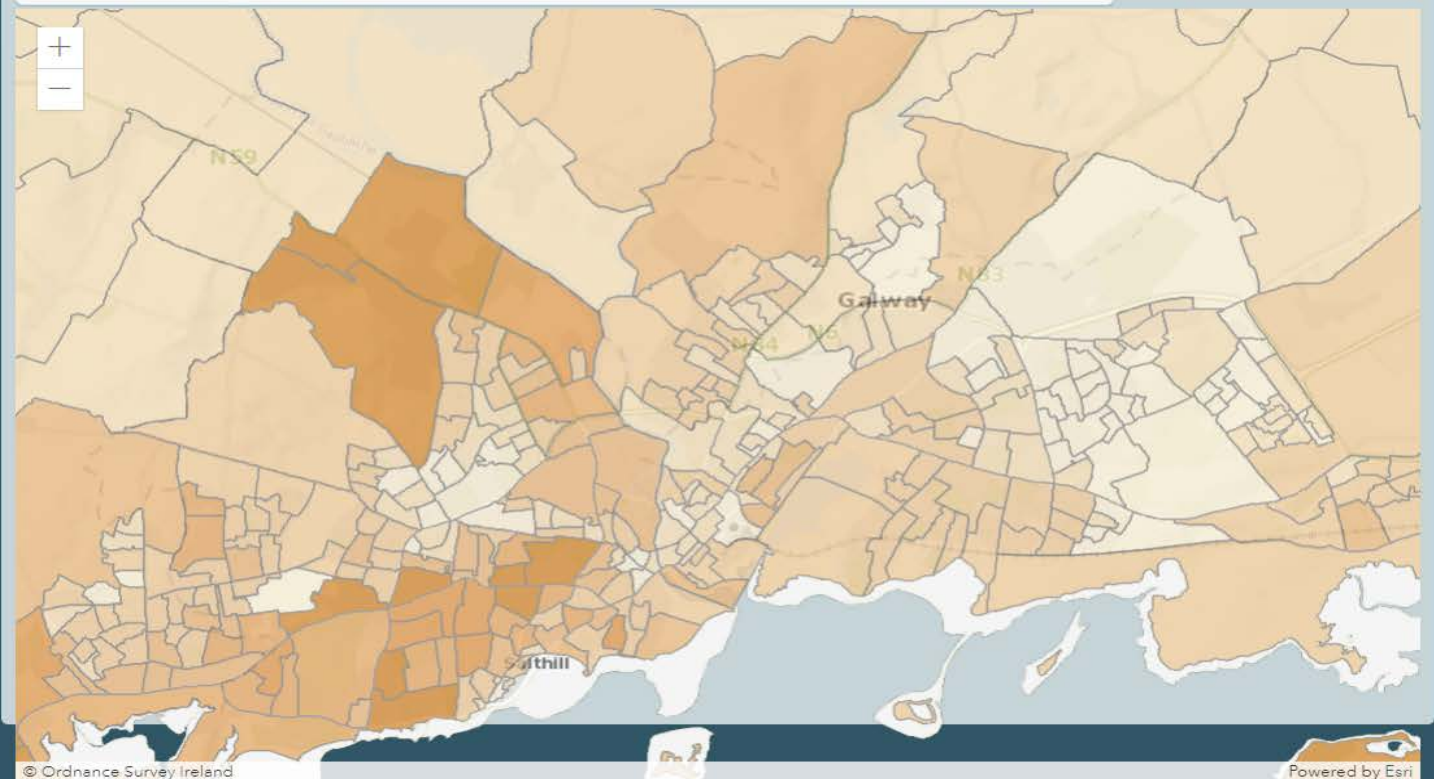 +
−
N59
N83
Galway
N6
N84
Salthill
© Ordnance Survey Ireland
Powered by Esri